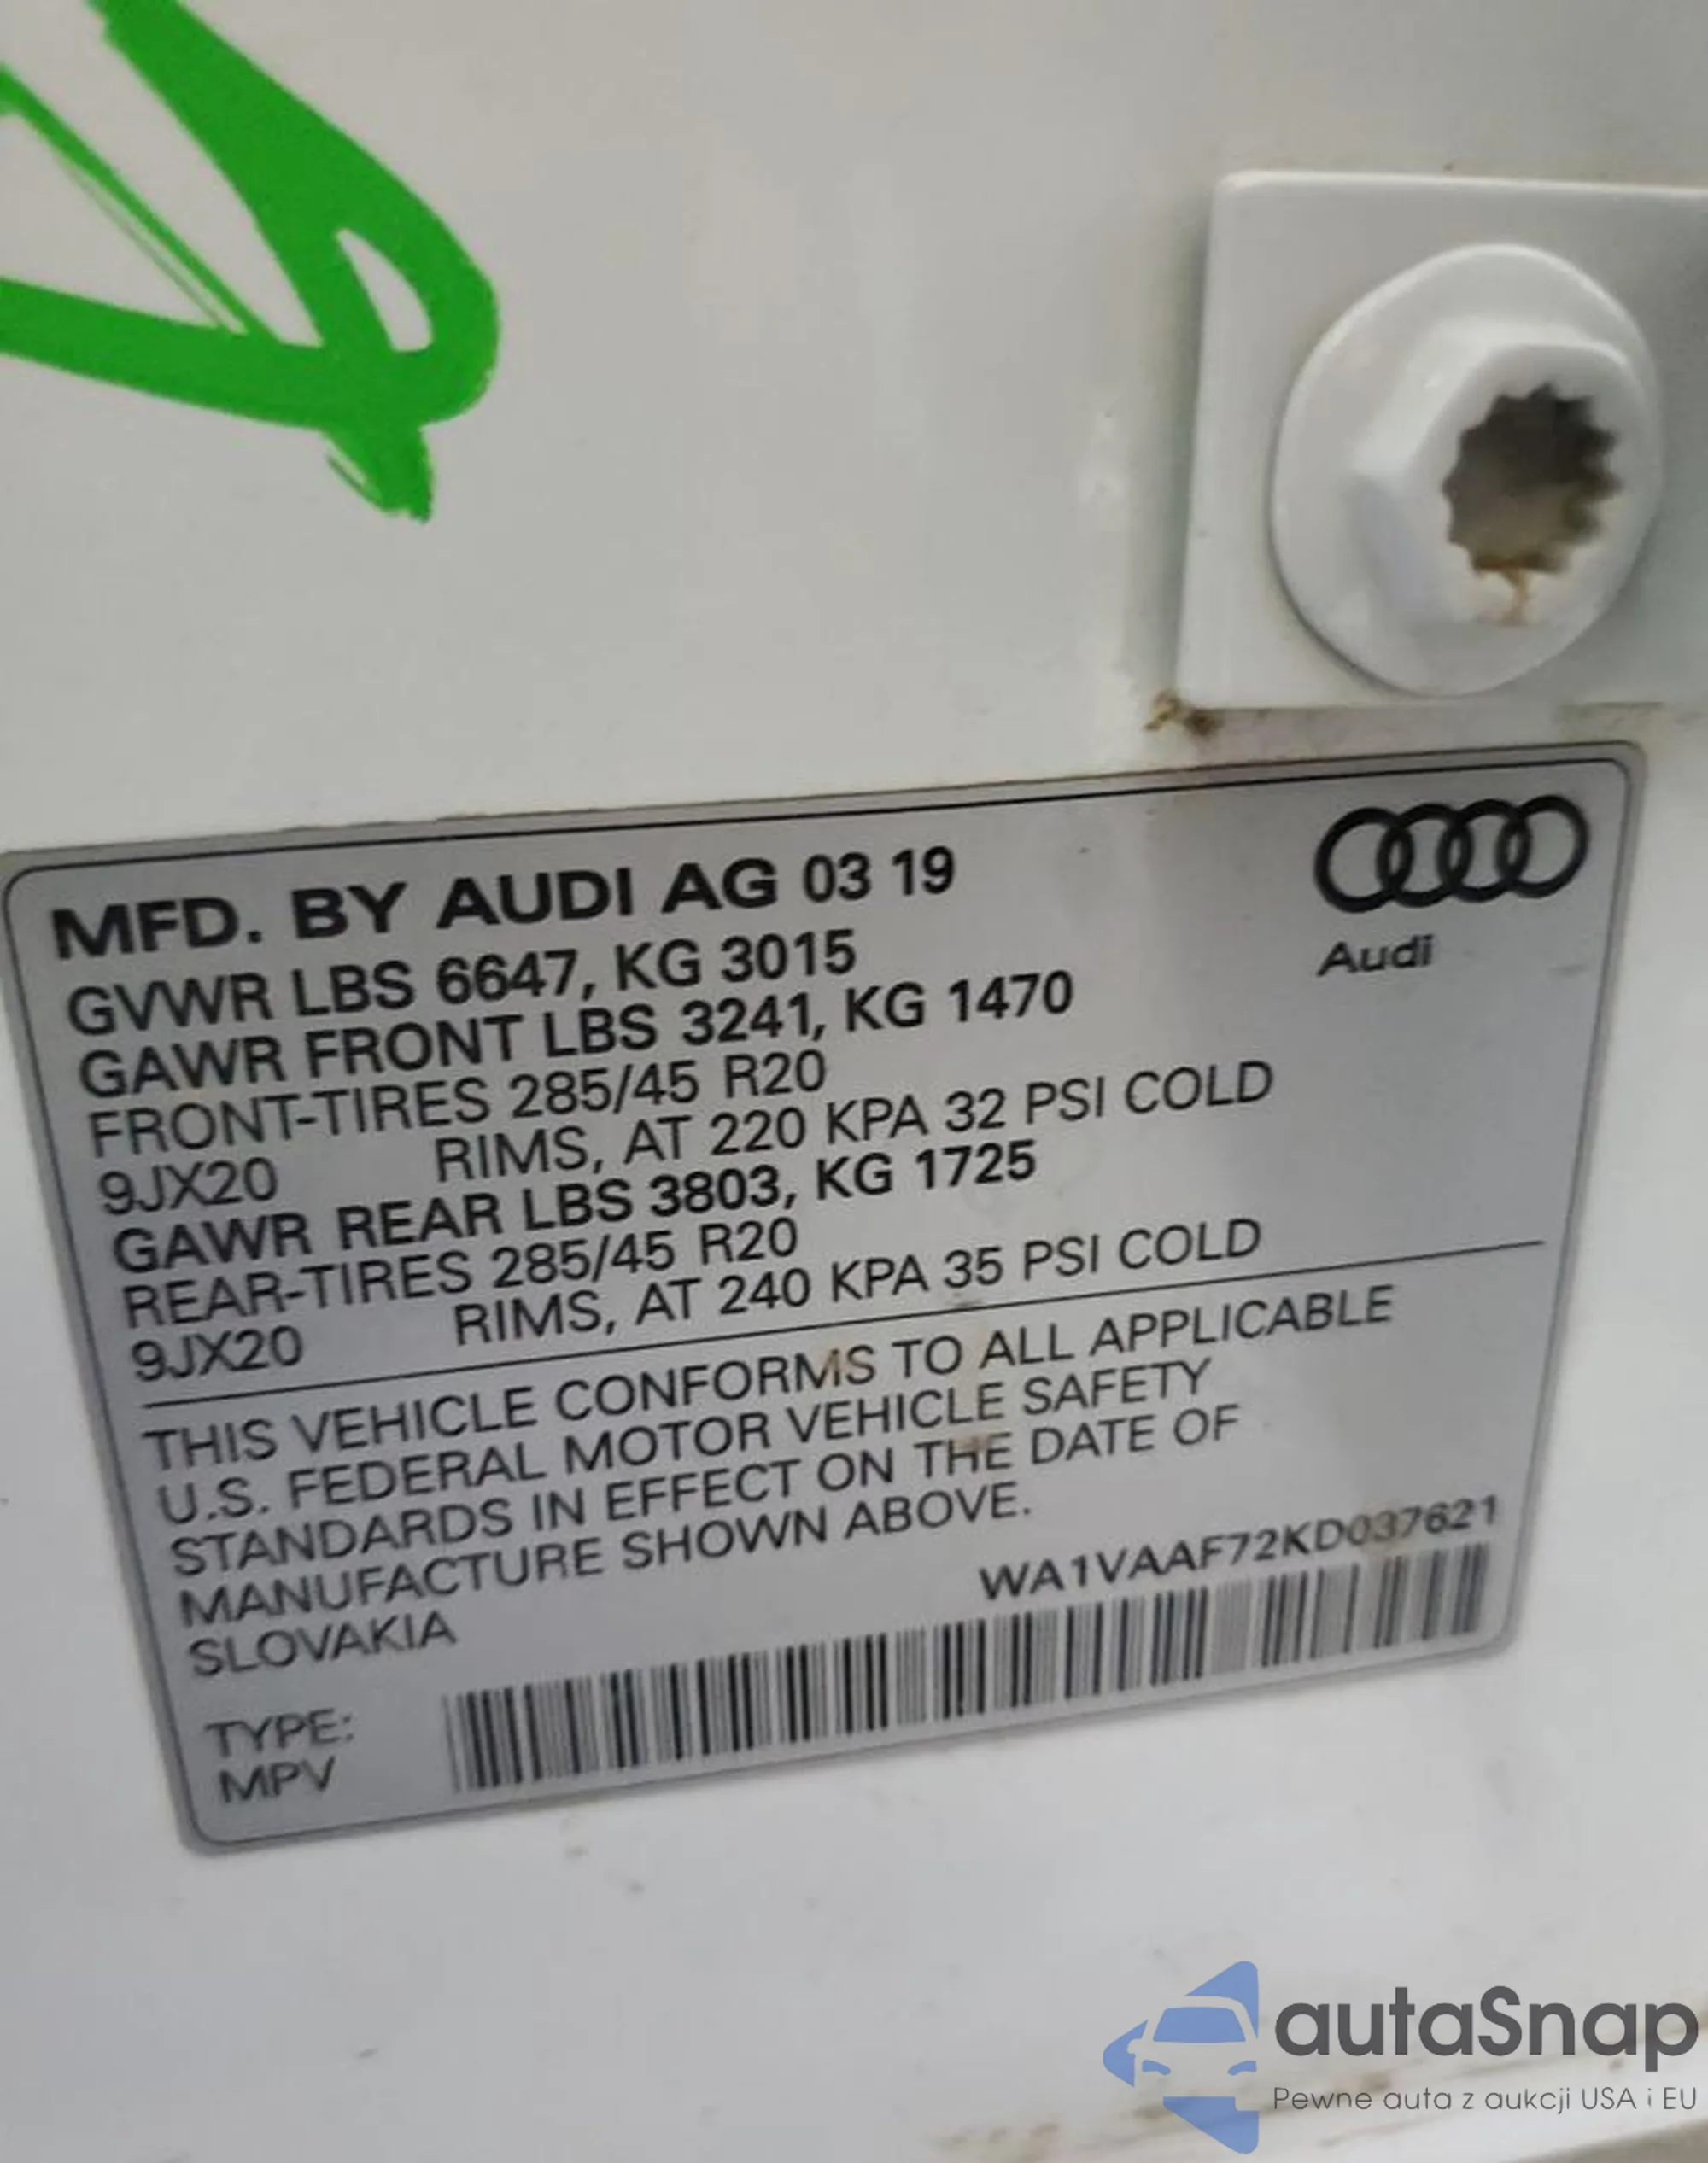 MFD. BY AUDI AG 03 19
GVWR LBS 6647, KG 3015
GAWR FRONT LBS 3241, KG 1470
FRONT-TIRES 285/45 R20
9JX20 RIMS, AT 220 KPA 32 PSI COLD
GAWR REAR LBS 3803, KG 1725
REAR-TIRES 285/45 R20
9JX20 RIMS, AT 240 KPA 35 PSI COLD
Audi
THIS VEHICLE CONFORMS TO ALL APPLICABLE
U.S. FEDERAL MOTOR VEHICLE SAFETY
STANDARDS IN EFFECT ON THE DATE OF
MANUFACTURE SHOWN ABOVE.
SLOVAKIA
WA1VAAF72KD037621
TYPE:
MPV
autaSnap
Pewne auta z aukcji USA i EU